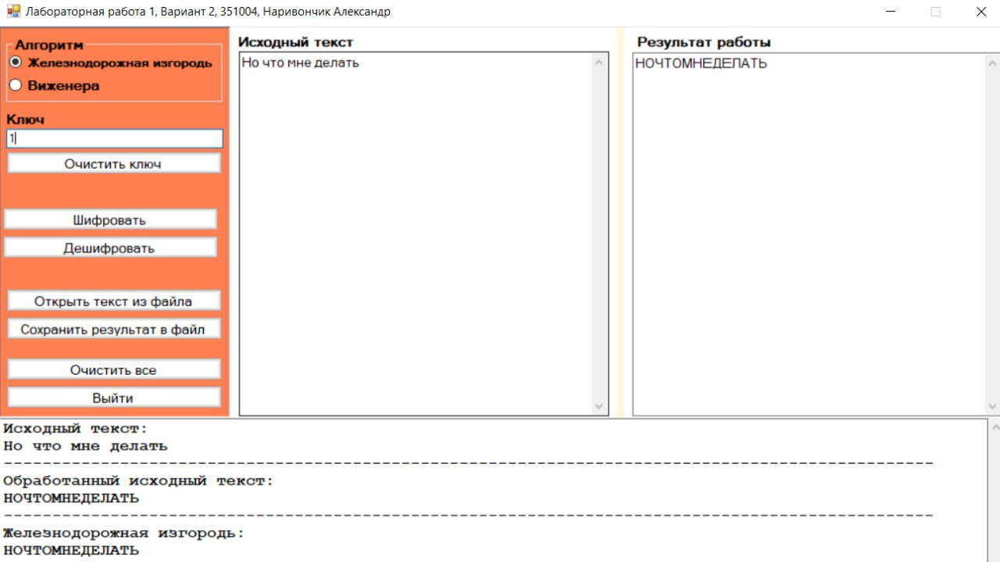 Лабораторная работа 1, Вариант 2, 351004, Наривончик Александр
Алгоритм
Железнодорожная изгородь
Виженера
Ключ
1
Очистить ключ
Шифровать
Дешифровать
Открыть текст из файла
Сохранить результат в файл
Очистить все
Выйти
Исходный текст
Но что мне делать
Результат работы
НОЧТОМНЕДЕЛАТЬ
Исходный текст:
Но что мне делать
-----------------------------------------------------------------------------------------------
Обработанный исходный текст:
НОЧТОМНЕДЕЛАТЬ
-----------------------------------------------------------------------------------------------
Железнодорожная изгородь:
НОЧТОМНЕДЕЛАТЬ